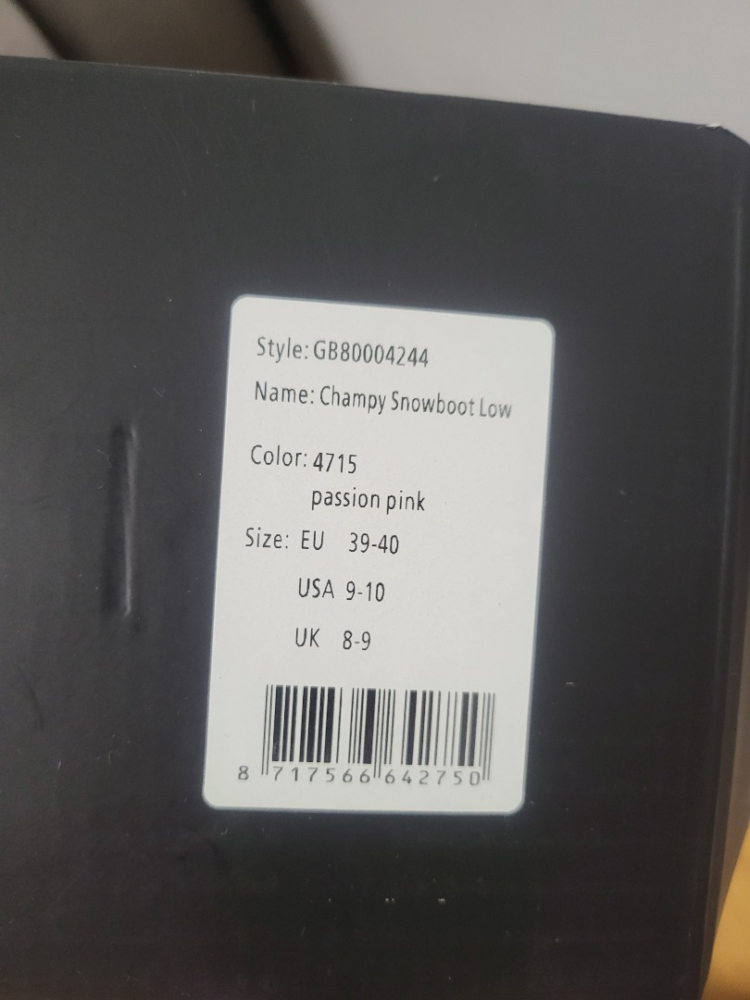 Style: GB80004244
Name: Champy Snowboot Low
Color: 4715
passion pink
Size: EU 39-40
USA 9-10
UK 8-9
8 717566 642750